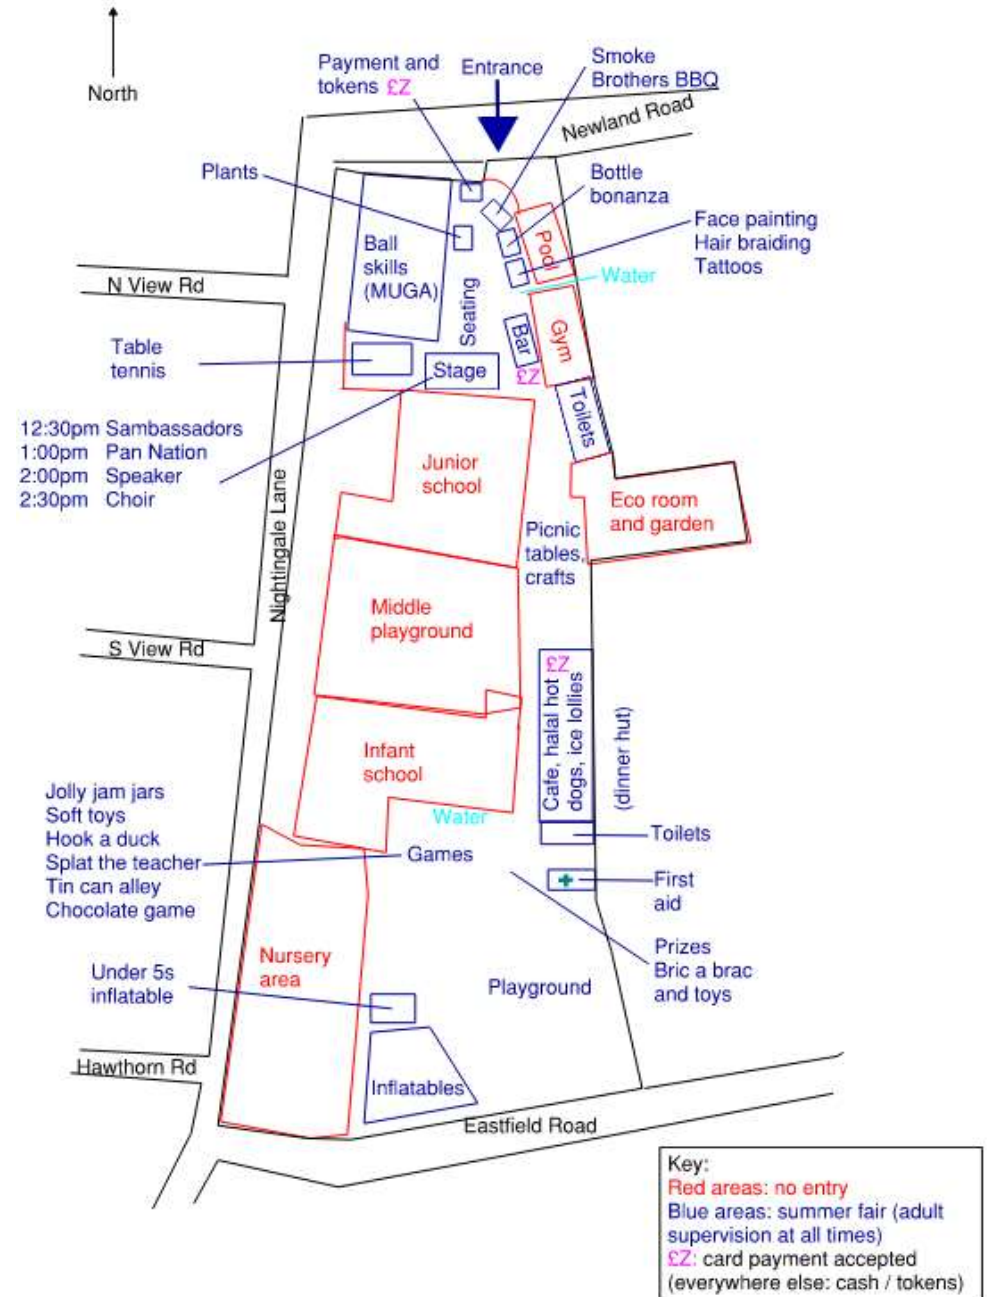 North
Payment and
tokens £Z
Entrance
Smoke
Brothers BBQ
Newland Road
Plants
Bottle
bonanza
Face painting
Hair braiding
Tattoos
Ball
skills
(MUGA)
Pool
Water
N View Rd
Seating
Bar
£Z
Gym
Table
tennis
Stage
Toilets
12:30pm Sambassadors
1:00pm Pan Nation
2:00pm Speaker
2:30pm Choir
Junior
school
Eco room
and garden
Nightingale Lane
Picnic
tables,
crafts
Middle
playground
S View Rd
£Z
Cafe, halal hot
dogs, ice lollies
(dinner hut)
Infant
school
Water
Jolly jam jars
Soft toys
Hook a duck
Splat the teacher
Tin can alley
Chocolate game
Games
Toilets
First
aid
Prizes
Bric a brac
and toys
Nursery
area
Under 5s
inflatable
Playground
Hawthorn Rd
Inflatables
Eastfield Road
Key:
Red areas: no entry
Blue areas: summer fair (adult
supervision at all times)
£Z: card payment accepted
(everywhere else: cash / tokens)